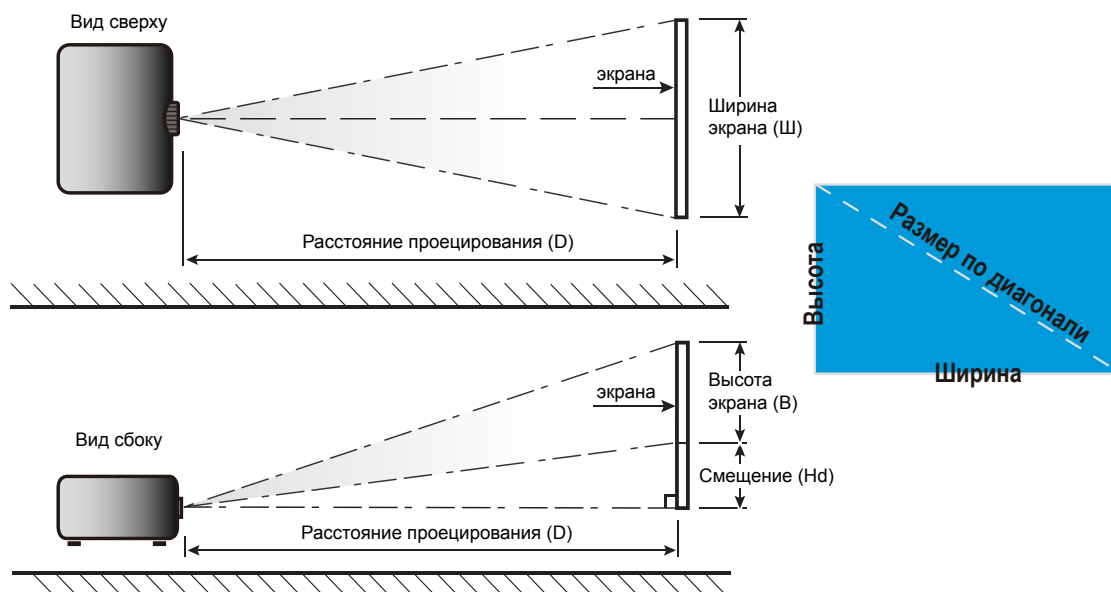 Вид сверху
экрана
Ширина
экрана (Ш)
Расстояние проецирования (D)
Высота
Размер по диагонали
Ширина
экрана
Высота
экрана (В)
Вид сбоку
Смещение (Hd)
Расстояние проецирования (D)